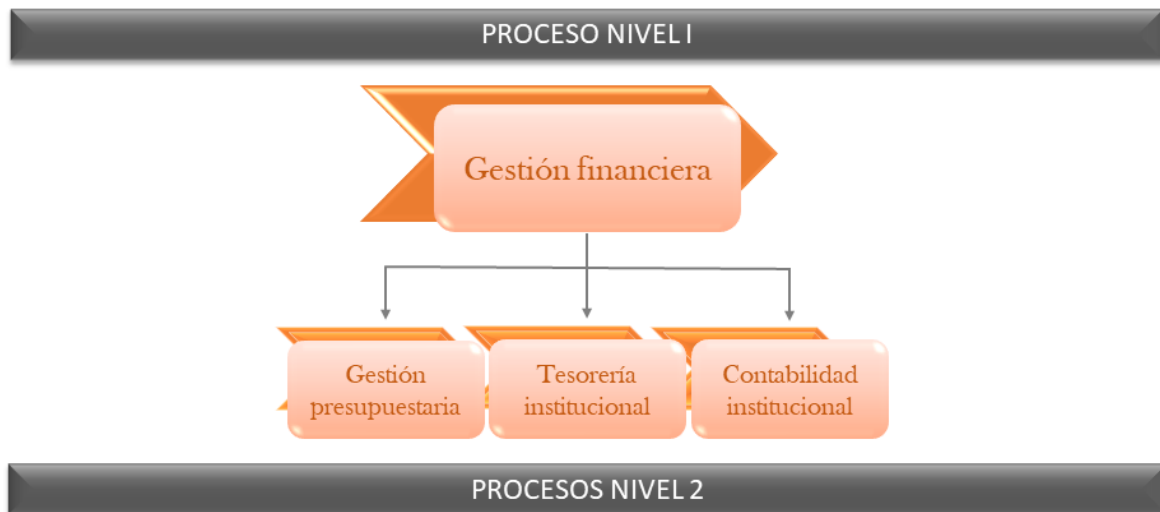 PROCESO NIVEL I
Gestión financiera
Gestión
presupuestaria
Tesorería
institucional
Contabilidad
institucional
PROCESOS NIVEL 2